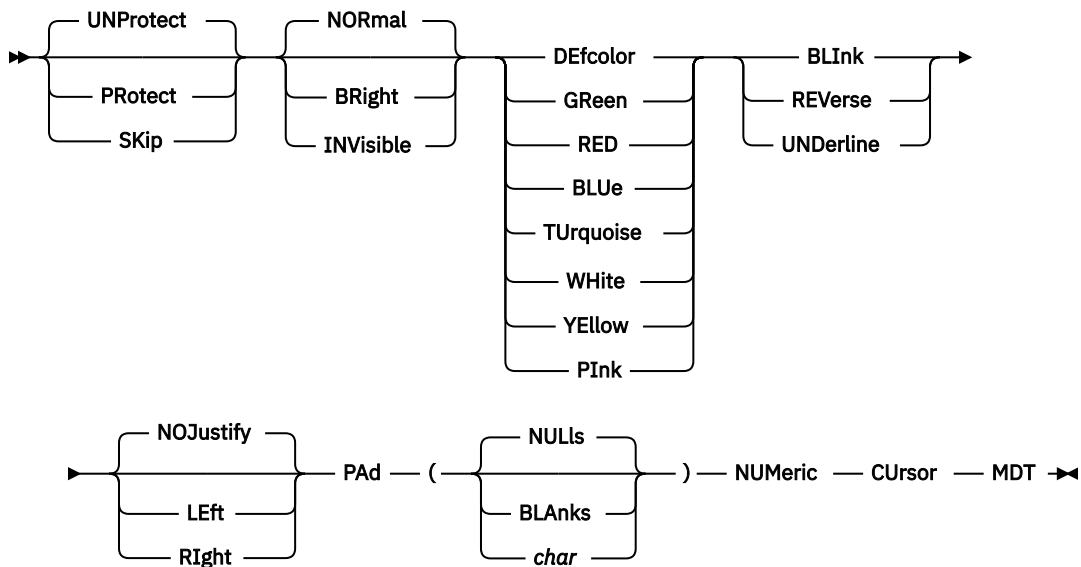 UNProtect NORmal
DEfcolor BLInk
PRotect BRight GReen REVerse
SKip INVisible RED UNDerline
BLUe
TUrquoise
WHite
YEllow
PInk
NOJustify NULls
PAd ( ) NUMeric CUrsor MDT
LEft BLAnks
RIght char